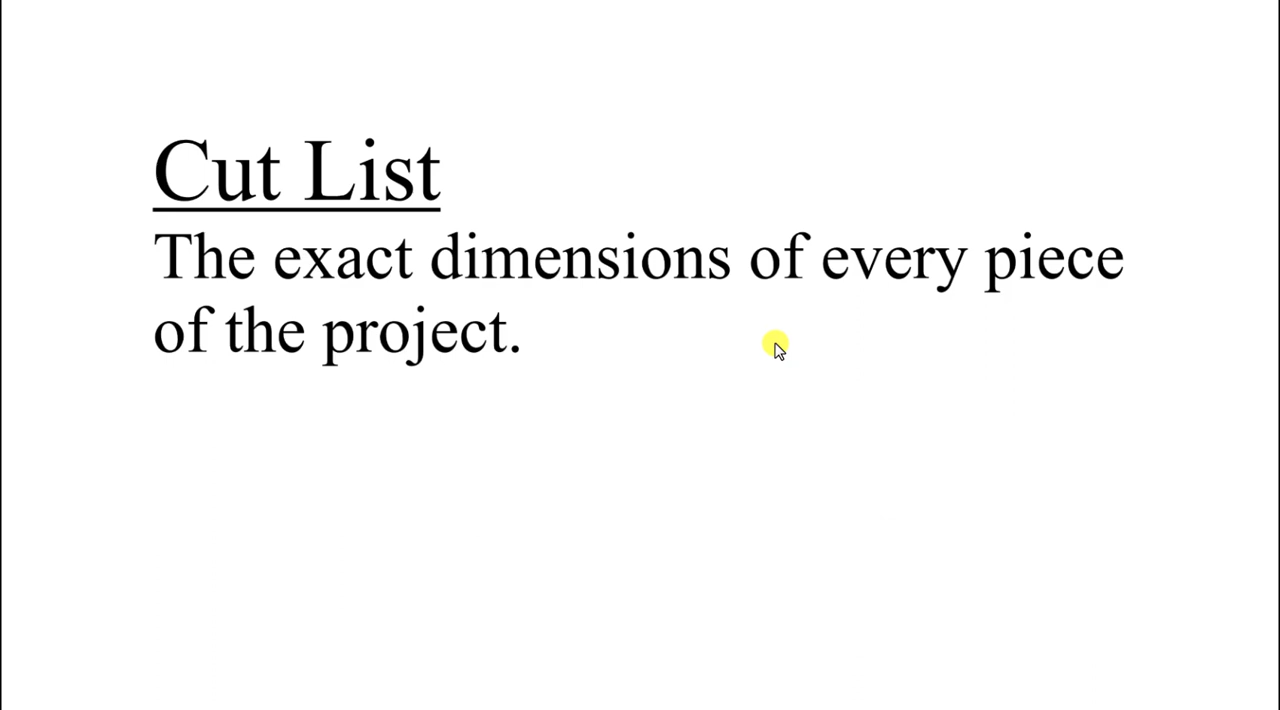 Cut List
The exact dimensions of every piece
of the project.